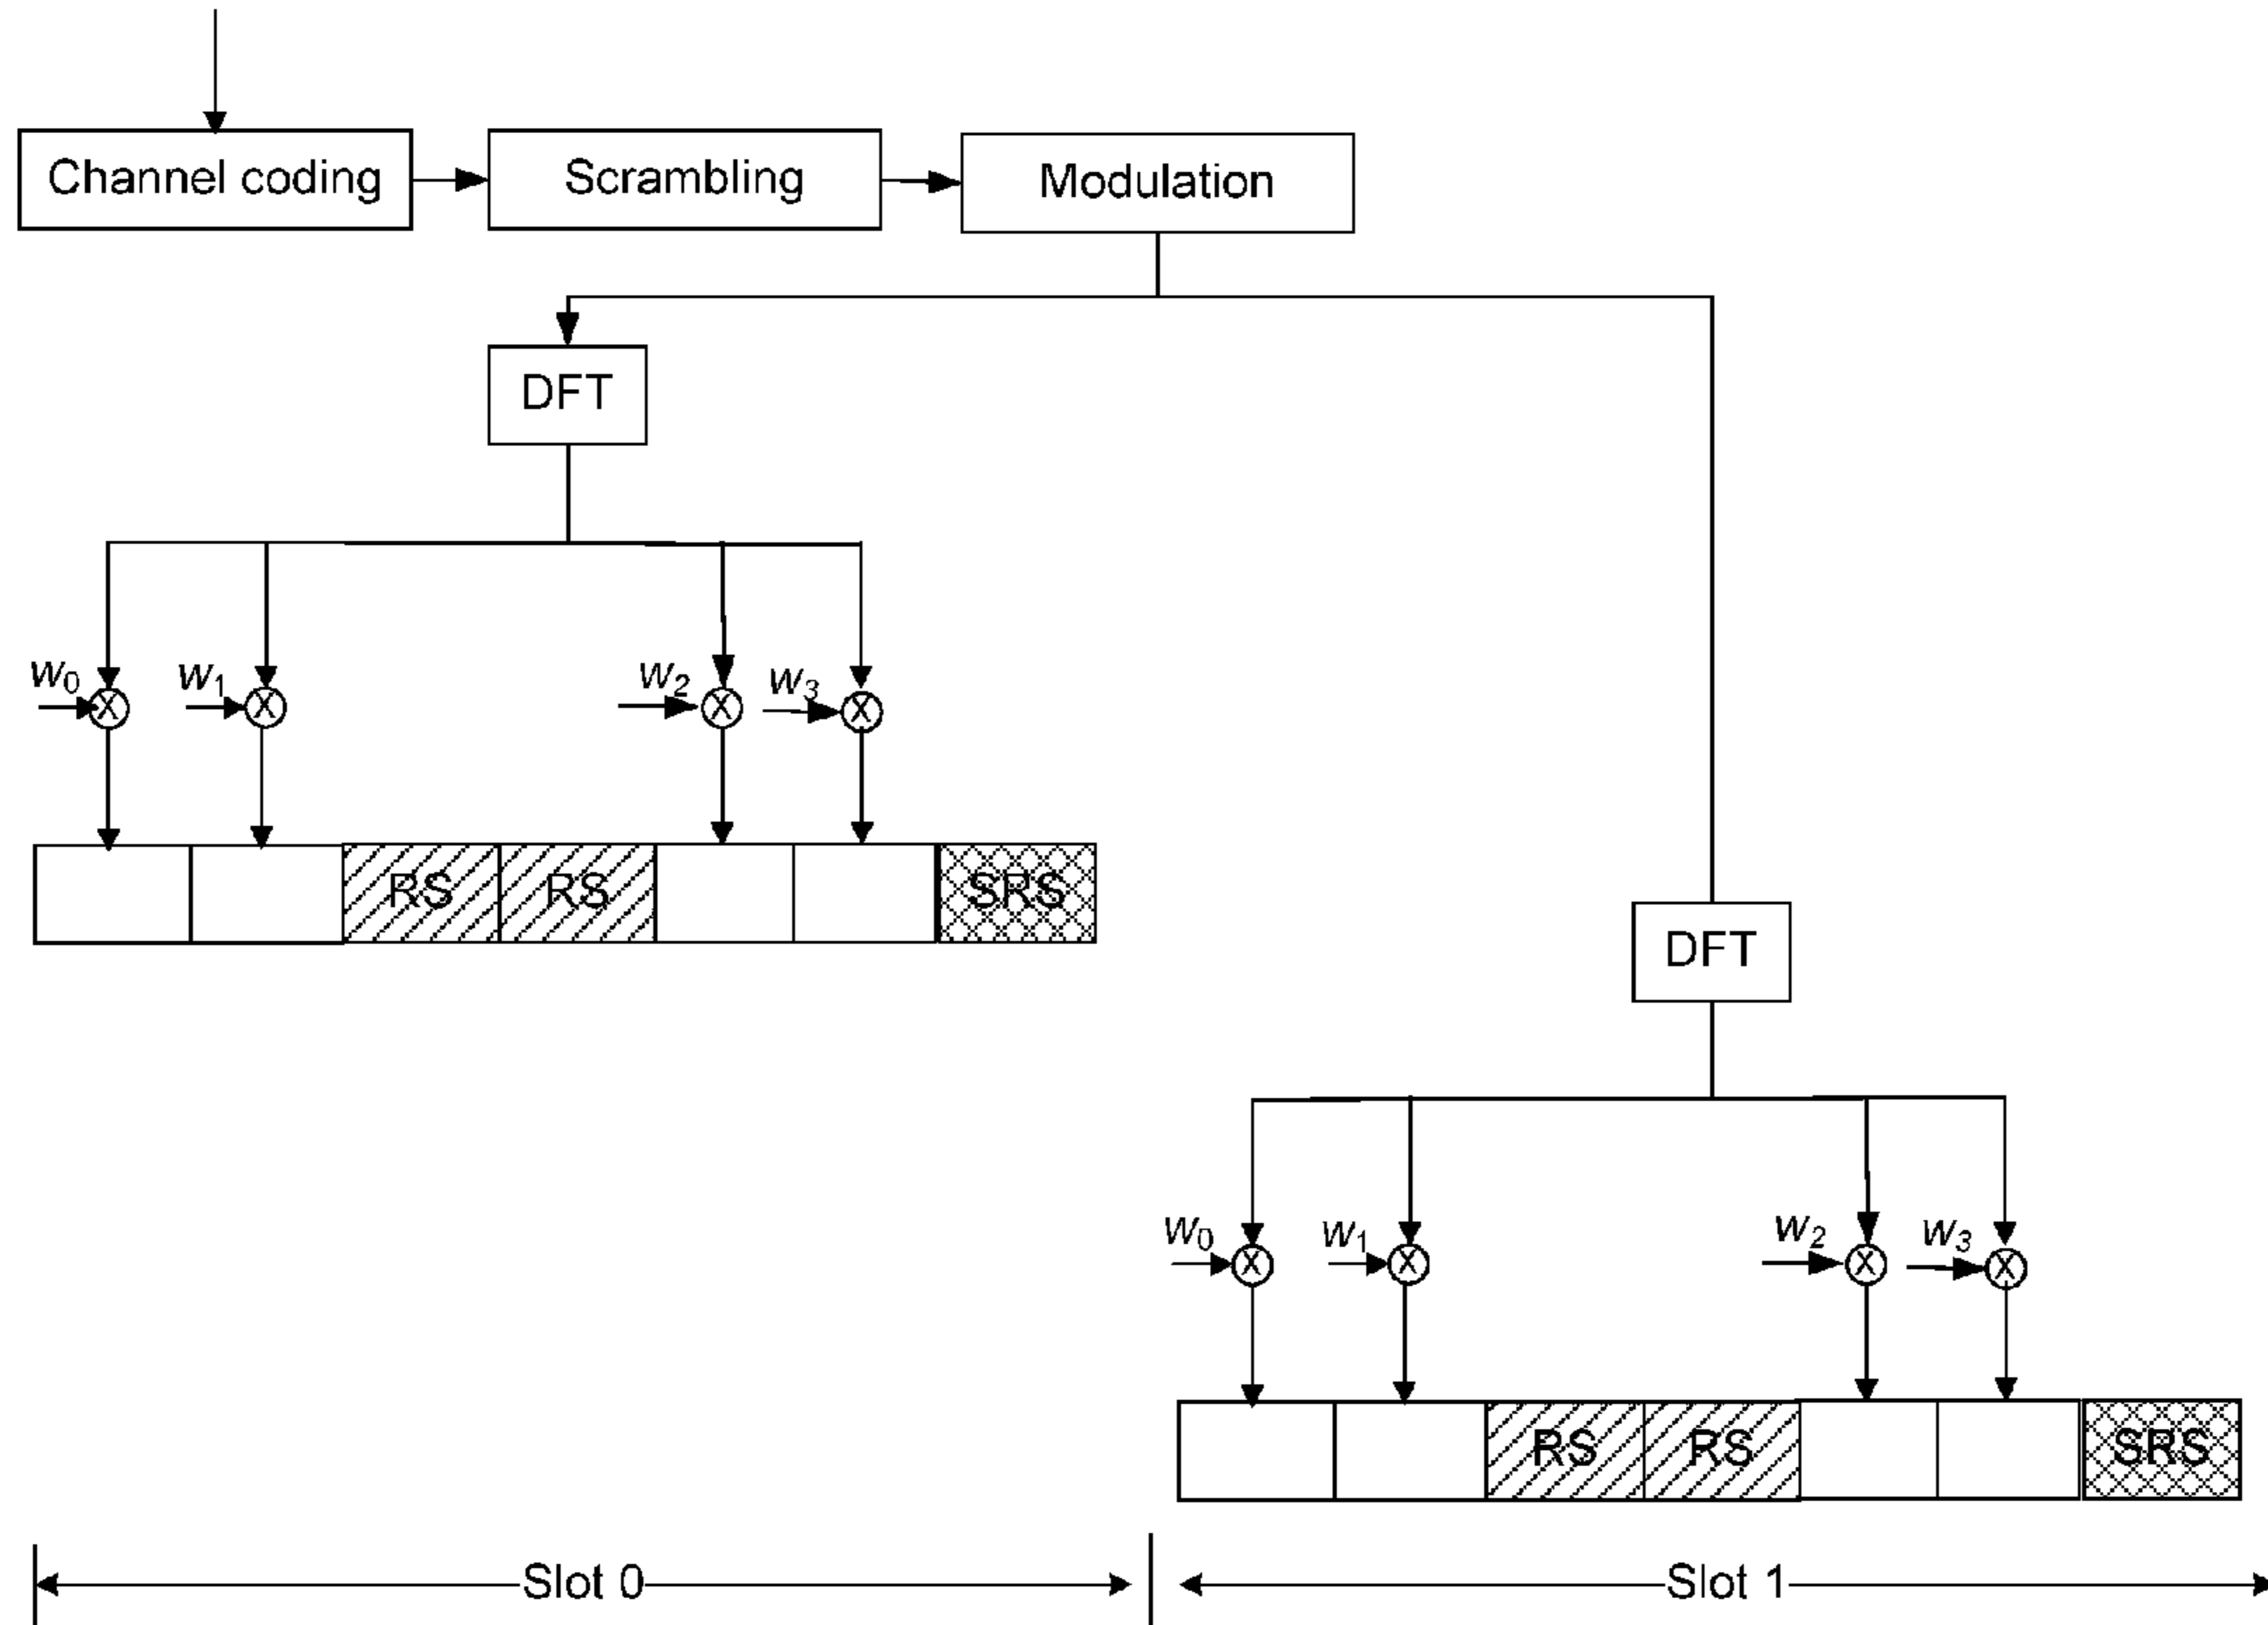 Channel coding
Scrambling
Modulation
DFT
w0 w1 w2 w3
X X X X
RS RS SRS
DFT
w0 w1 w2 w3
X X X X
RS RS SRS
Slot 0 Slot 1